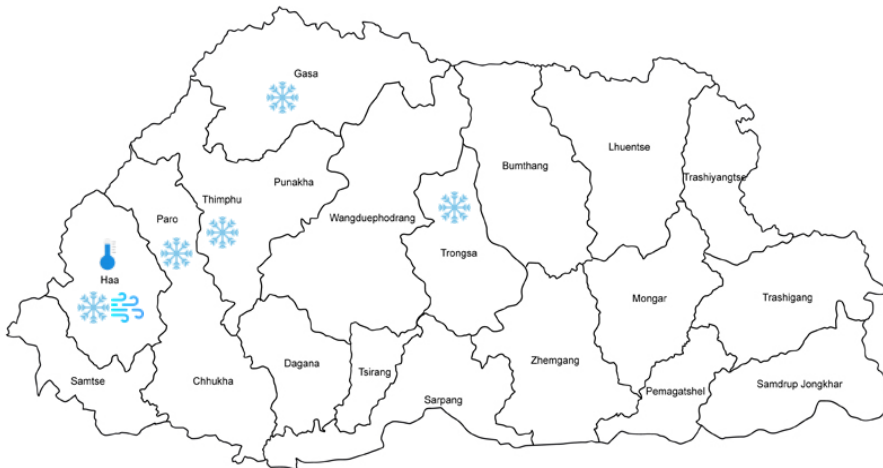 Gasa
Lhuentse
Bumthang
Trashiyangtse
Punakha
Thimphu
Paro
Wangduephodrang
Trongsa
Haa
Mongar
Trashigang
Zhemgang
Dagana
Tsirang
Samtse
Chhukha
Sarpang
Pemagatshel
Samdrup Jongkhar